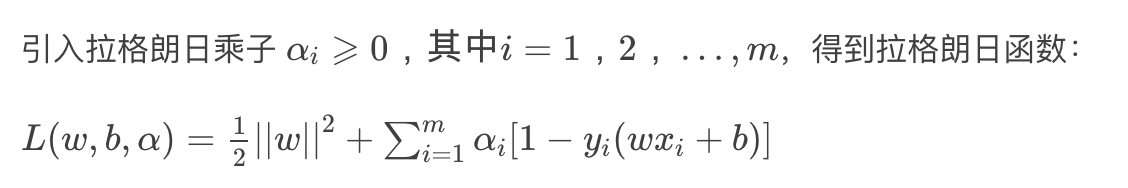 引入拉格朗日乘子 αᵢ ⩾ 0 , 其中i = 1 , 2 , …,m, 得到拉格朗日函数:
L(w,b,α) = ½||w||² + ∑ᵢ₌₁ᵐ αᵢ[1 − yᵢ(wxᵢ + b)]